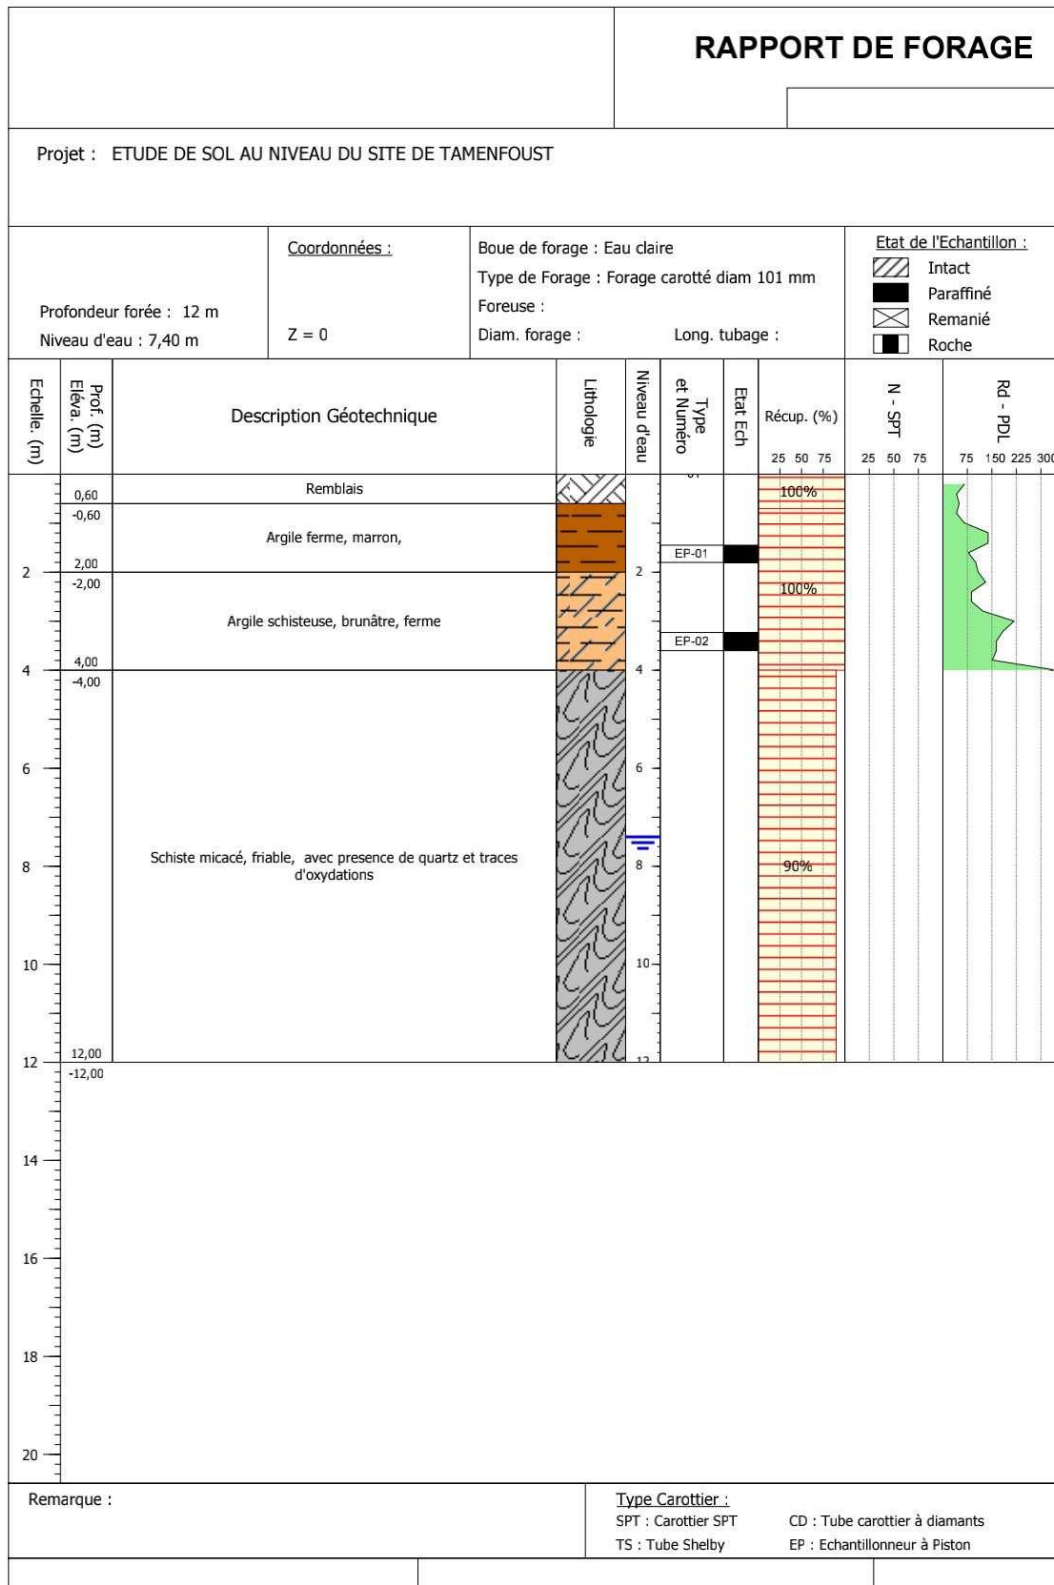 RAPPORT DE FORAGE
Projet : ETUDE DE SOL AU NIVEAU DU SITE DE TAMENFOUST
Profondeur forée : 12 m
Niveau d'eau : 7,40 m
Coordonnées :
Z = 0
Boue de forage : Eau claire
Type de Forage : Forage carotté diam 101 mm
Foreuse :
Diam. forage : Long. tubage :
Etat de l'Echantillon :
Intact
Paraffiné
Remanié
Roche
Echelle. (m)
Prof. (m)
Eléva. (m)
Description Géotechnique
Lithologie
Niveau d'eau
Type
et Numéro
Etat Ech
Récup. (%)
25 50 75
N - SPT
25 50 75
Rd - PDL
75 150 225 300
0,60
-0,60
Remblais
100%
Argile ferme, marron,
EP-01
2
2,00
-2,00
2
100%
Argile schisteuse, brunâtre, ferme
EP-02
4
4,00
-4,00
4
6
6
Schiste micacé, friable, avec presence de quartz et traces
d'oxydations
8
8
90%
10
10
12
12,00
-12,00
12
14
16
18
20
Remarque :
Type Carottier :
SPT : Carottier SPT CD : Tube carottier à diamants
TS : Tube Shelby EP : Echantillonneur à Piston